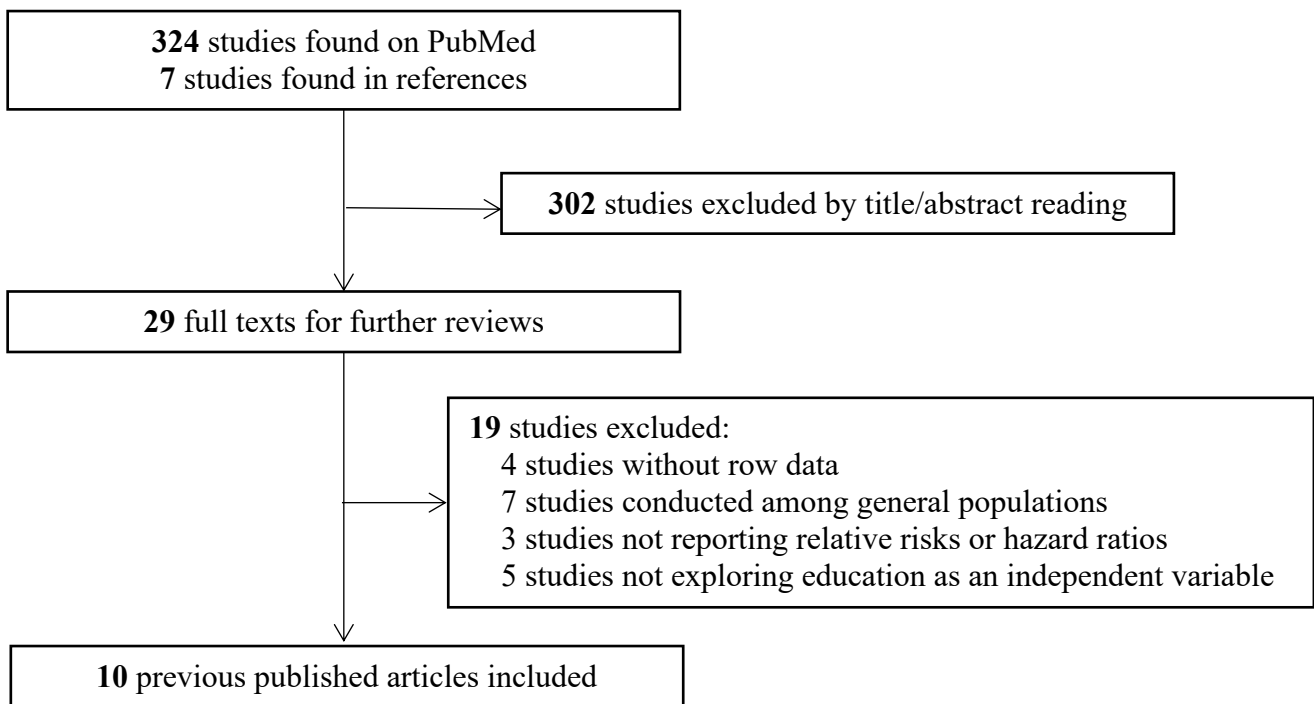 324 studies found on PubMed
7 studies found in references
302 studies excluded by title/abstract reading
29 full texts for further reviews
19 studies excluded:
4 studies without row data
7 studies conducted among general populations
3 studies not reporting relative risks or hazard ratios
5 studies not exploring education as an independent variable
10 previous published articles included